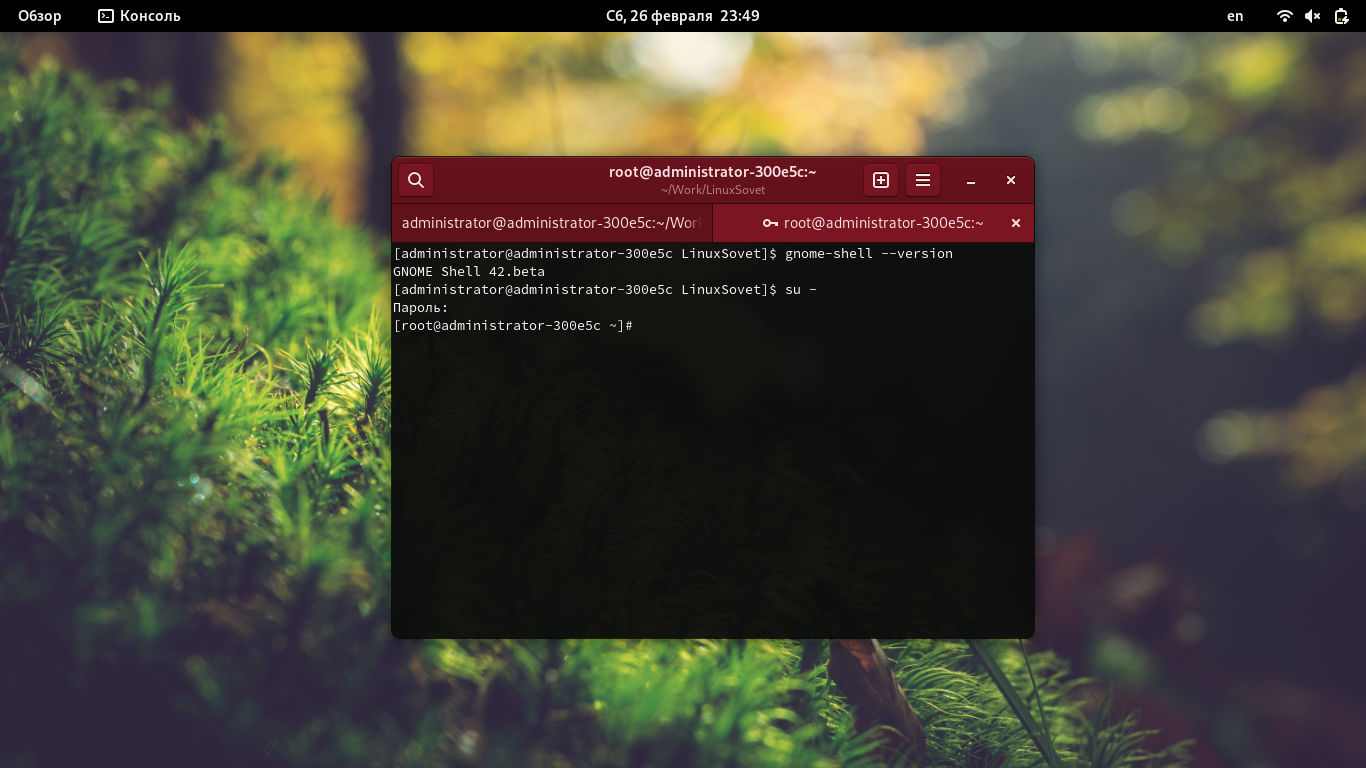 Обзор
Консоль
Сб, 26 февраля 23:49
en
root@administrator-300e5c:~
~/Work/LinuxSovet
administrator@administrator-300e5c:~/Wor
root@administrator-300e5c:~
[administrator@administrator-300e5c LinuxSovet]$ gnome-shell --version
GNOME Shell 42.beta
[administrator@administrator-300e5c LinuxSovet]$ su -
Пароль:
[root@administrator-300e5c ~]#